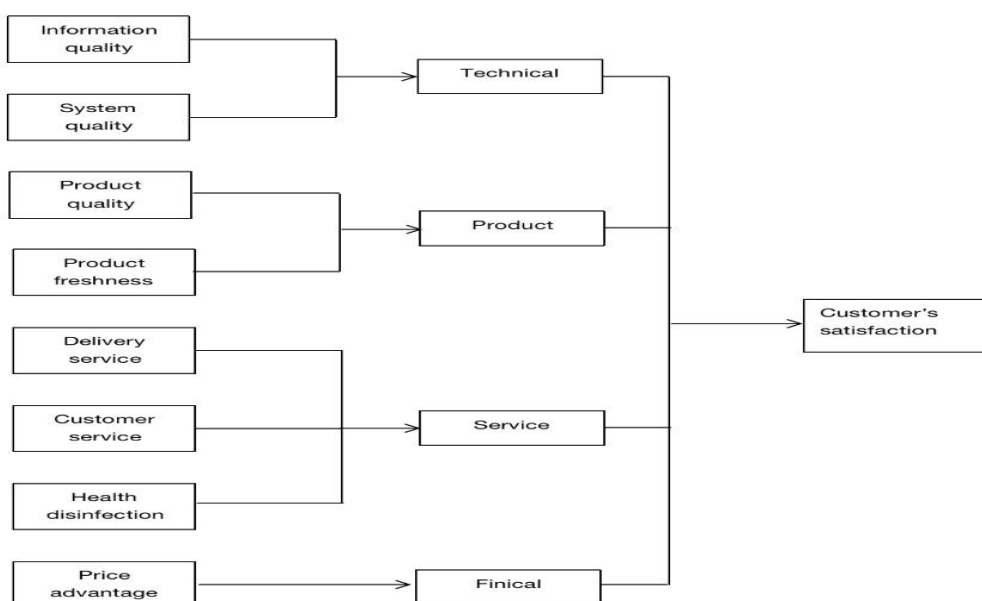 Information
quality
Technical
System
quality
Product
quality
Product
Product
freshness
Customer's
satisfaction
Delivery
service
Customer
service
Service
Health
disinfection
Price
advantage
Finical